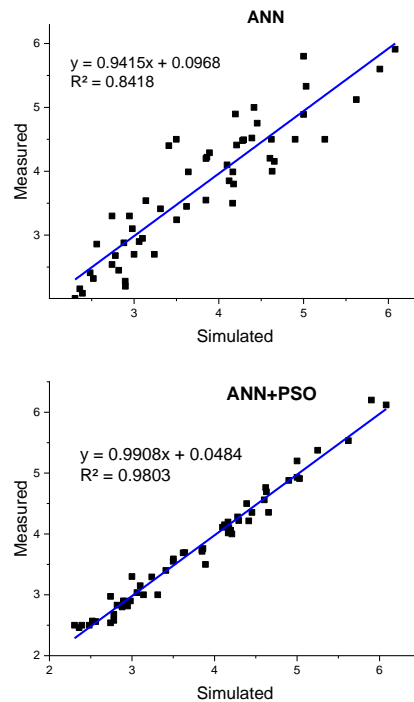 ANN
y = 0.9415x + 0.0968
R² = 0.8418
6
5
4
3
Measured
2
3
4
5
6
Simulated
ANN+PSO
y = 0.9908x + 0.0484
R² = 0.9803
6
5
4
3
2
Measured
2
3
4
5
6
Simulated